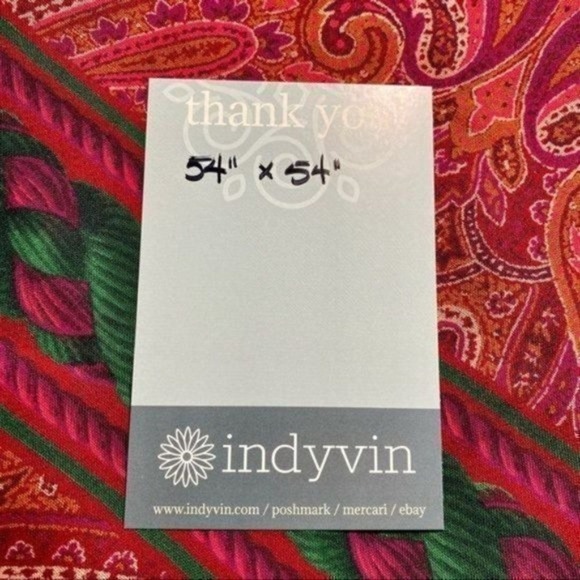 thank you
54" x 54"
indyvin
www.indyvin.com / poshmark / mercari / ebay